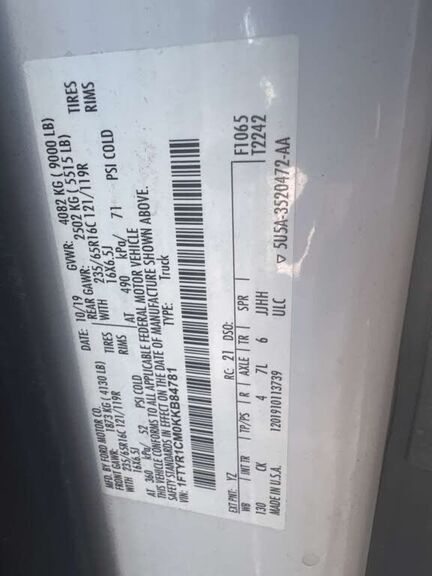 MFD. BY FORD MOTOR CO.
DATE: 10/19 GVWR: 4082 KG ( 9000 LB)
FRONT GAWR: 1873 KG ( 4130 LB) REAR GAWR: 2502 KG ( 5515 LB)
WITH 235/65R16C 121/119R TIRES WITH 235/65R16C 121/119R TIRES
16X6.5J RIMS 16X6.5J RIMS
AT 360 kPa/ 52 PSI COLD AT 490 kPa/ 71 PSI COLD
THIS VEHICLE CONFORMS TO ALL APPLICABLE FEDERAL MOTOR VEHICLE
SAFETY STANDARDS IN EFFECT ON THE DATE OF MANUFACTURE SHOWN ABOVE.
1FTYR1CM0KKB84781 TYPE: Truck
F1065
T2242
EXT PNT: YZ RC: 21 DSO:
WB INT TR TP/PS R AXLE TR SPR
130 CK 4 7L 6 JJHH
ULC
MADE IN U.S.A. 1201910113739
▽ 5U5A-3520472-AA